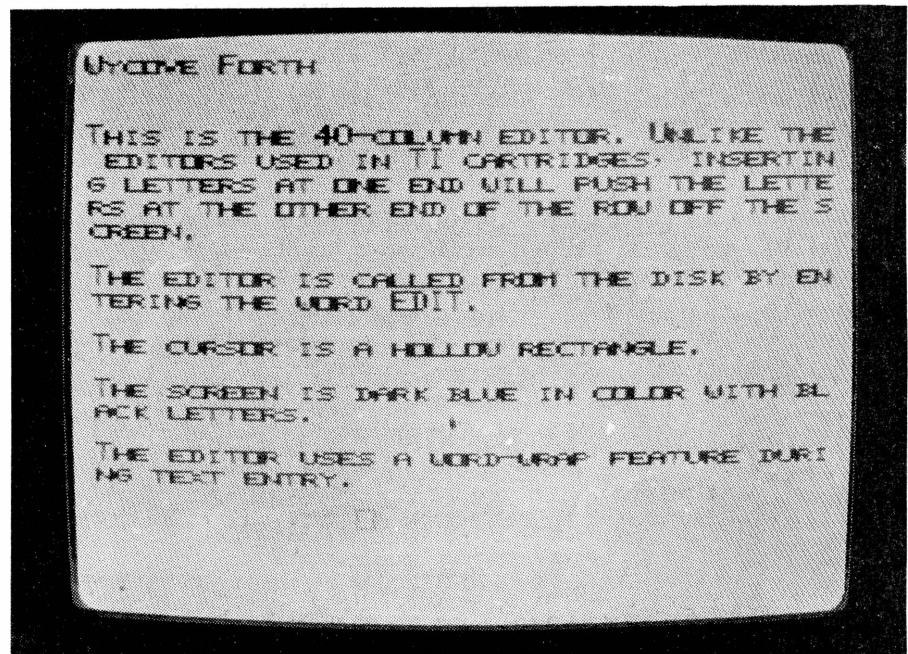 Wycove Forth
This is the 40-column editor. Unlike the
editors used in TI cartridges, insertin
g letters at one end will push the lette
rs at the other end of the row off the s
creen.
The editor is called from the disk by en
tering the word EDIT.
The cursor is a hollow rectangle.
The screen is dark blue in color with bl
ack letters.
The editor uses a word-wrap feature duri
ng text entry.